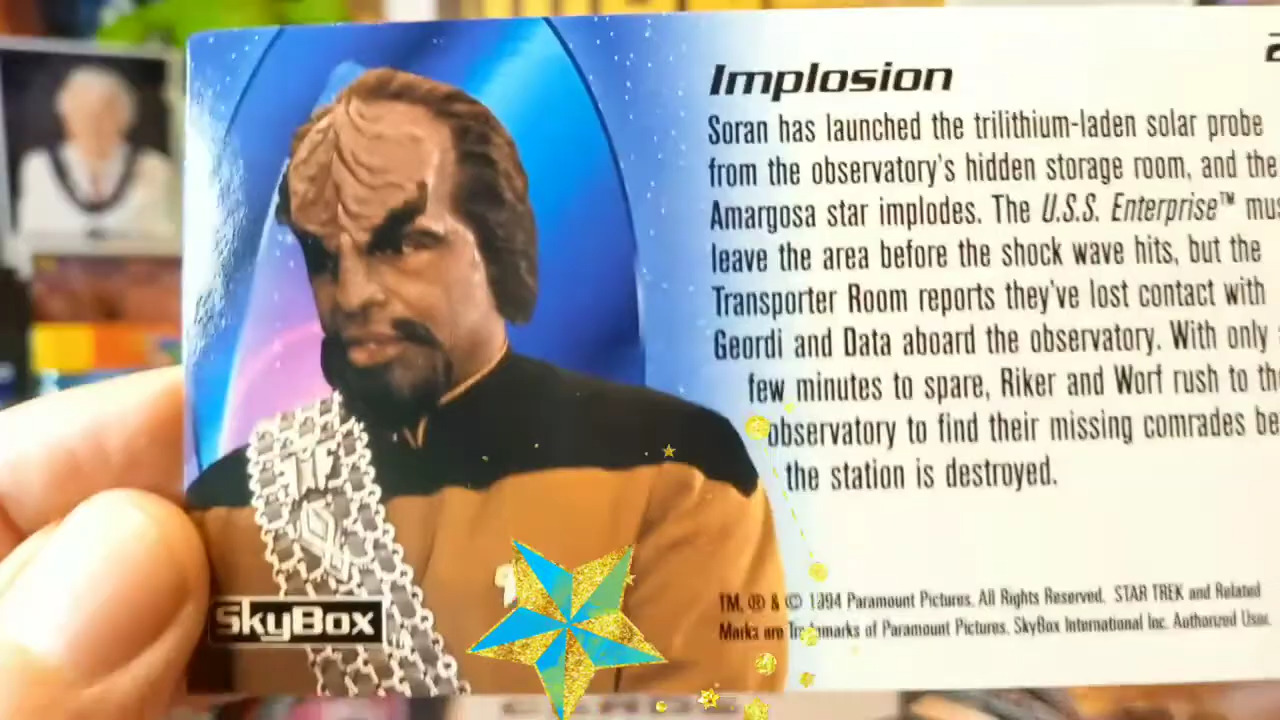 Implosion
Soran has launched the trilithium-laden solar probe
from the observatory's hidden storage room, and the
Amargosa star implodes. The U.S.S. Enterprise™ mus
leave the area before the shock wave hits, but the
Transporter Room reports they've lost contact with
Geordi and Data aboard the observatory. With only
few minutes to spare, Riker and Worf rush to th
observatory to find their missing comrades be
the station is destroyed.
TM, ® & © 1994 Paramount Pictures. All Rights Reserved. STAR TREK and Related
Marks are Trademarks of Paramount Pictures. SkyBox International Inc. Authorized User.
SkyBox